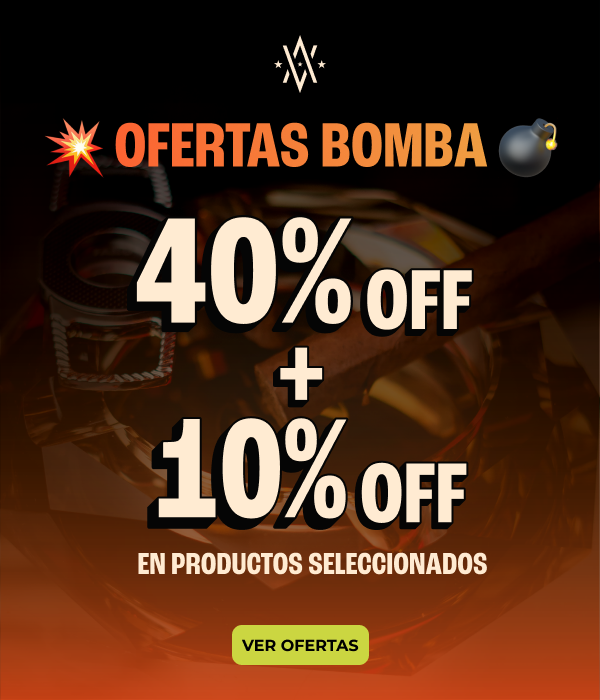 OFERTAS BOMBA
40% OFF
+
10% OFF
EN PRODUCTOS SELECCIONADOS
VER OFERTAS